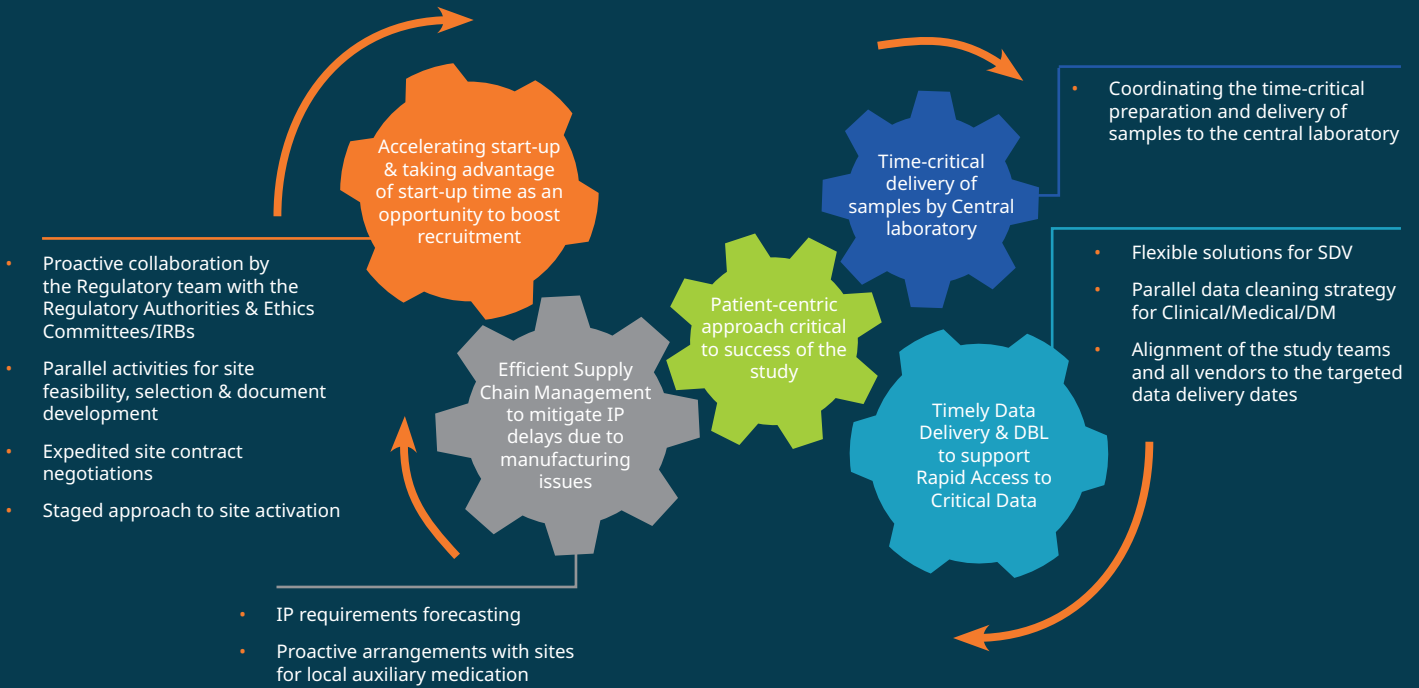 Accelerating start-up
& taking advantage
of start-up time as an
opportunity to boost
recruitment
• Proactive collaboration by
the Regulatory team with the
Regulatory Authorities & Ethics
Committees/IRBs
• Parallel activities for site
feasibility, selection & document
development
• Expedited site contract
negotiations
• Staged approach to site activation
Efficient Supply
Chain Management
to mitigate IP
delays due to
manufacturing
issues
• IP requirements forecasting
• Proactive arrangements with sites
for local auxiliary medication
Patient-centric
approach critical
to success of the
study
Time-critical
delivery of
samples by Central
laboratory
• Coordinating the time-critical
preparation and delivery of
samples to the central laboratory
Timely Data
Delivery & DBL
to support
Rapid Access to
Critical Data
• Flexible solutions for SDV
• Parallel data cleaning strategy
for Clinical/Medical/DM
• Alignment of the study teams
and all vendors to the targeted
data delivery dates